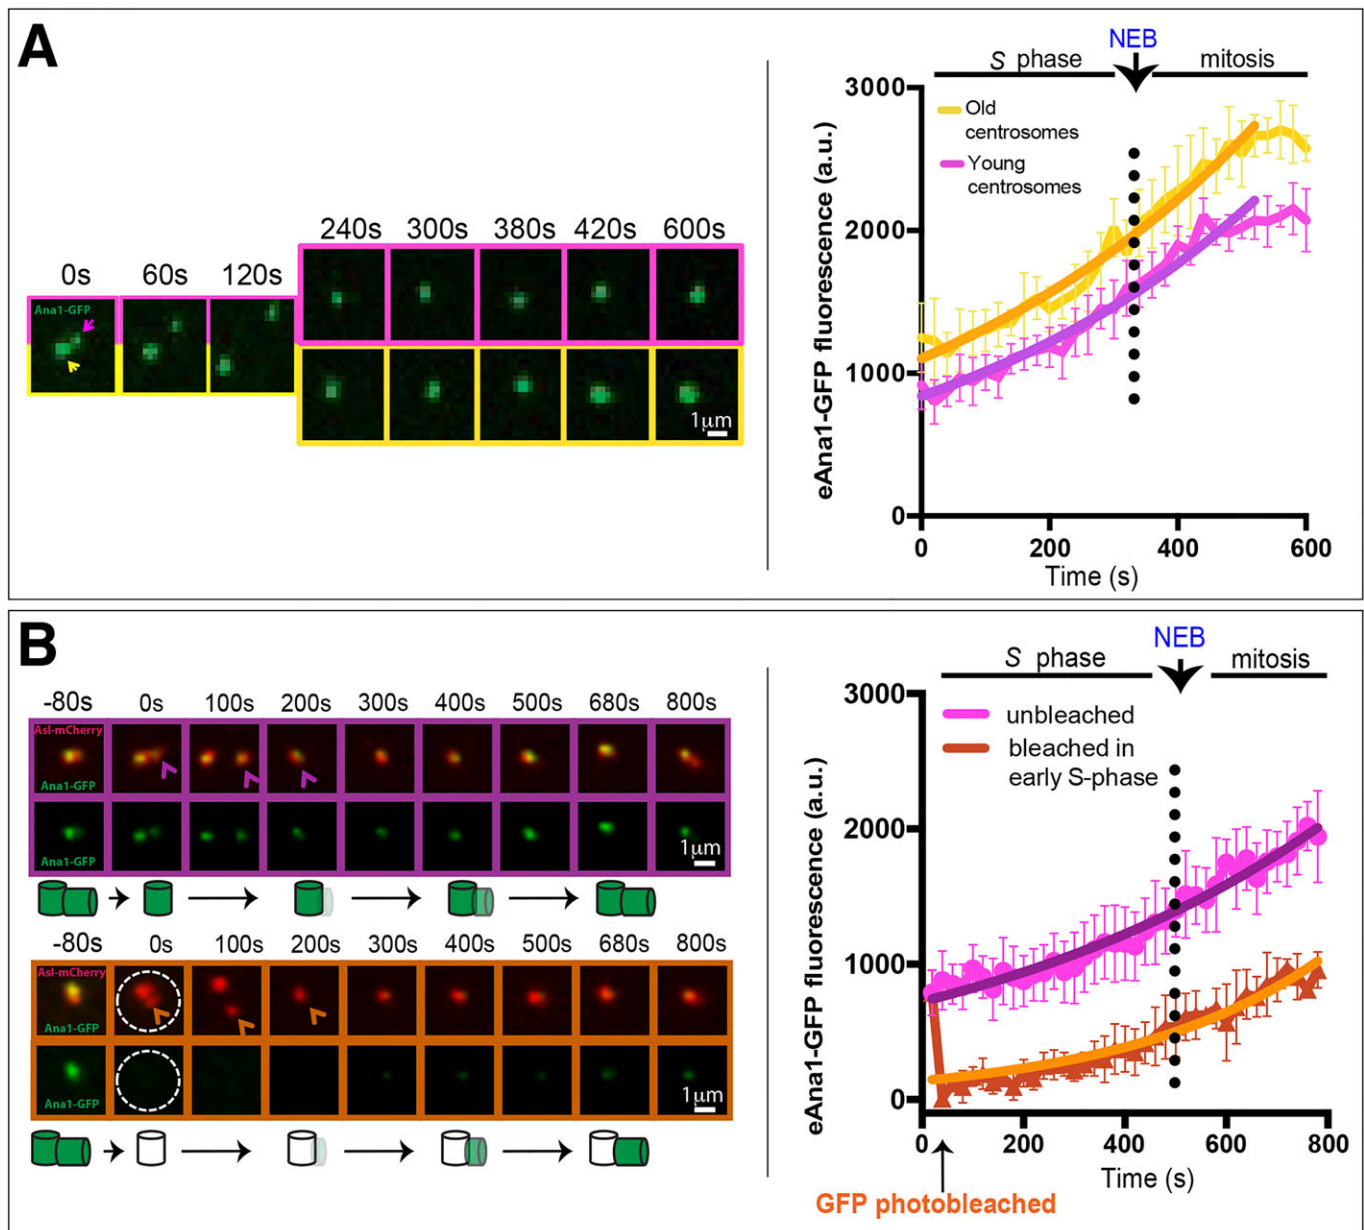 A
0s
60s
120s
240s
300s
380s
420s
600s
Ana1-GFP
1μm
NEB
S phase
mitosis
Old
centrosomes
Young
centrosomes
eAna1-GFP fluorescence (a.u.)
3000
2000
1000
0
0
200
400
600
Time (s)
B
-80s
0s
100s
200s
300s
400s
500s
680s
800s
Asl-mCherry
Ana1-GFP
Ana1-GFP
1μm
-80s
0s
100s
200s
300s
400s
500s
680s
800s
Asl-mCherry
Ana1-GFP
Ana1-GFP
1μm
NEB
S phase
mitosis
unbleached
bleached in
early S-phase
eAna1-GFP fluorescence (a.u.)
3000
2000
1000
0
0
200
400
600
800
Time (s)
GFP photobleached